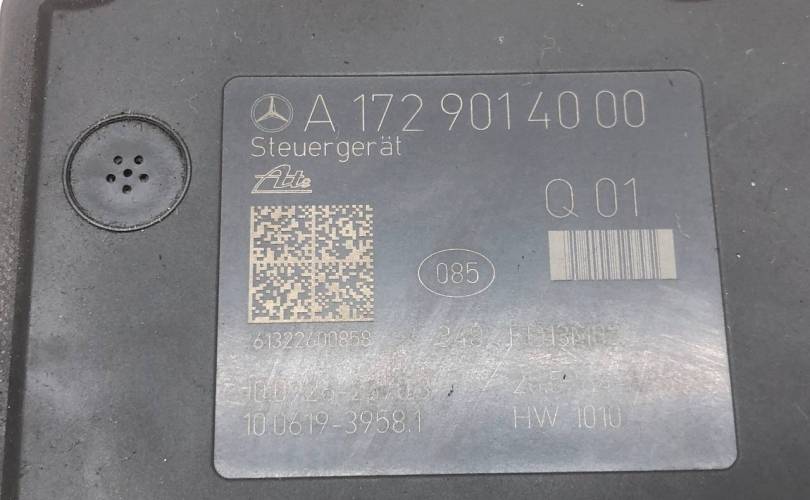 A 172 901 40 00
Steuergerät
Ate
Q 01
085
61322600858
10.0619-3958.1 HW 1010